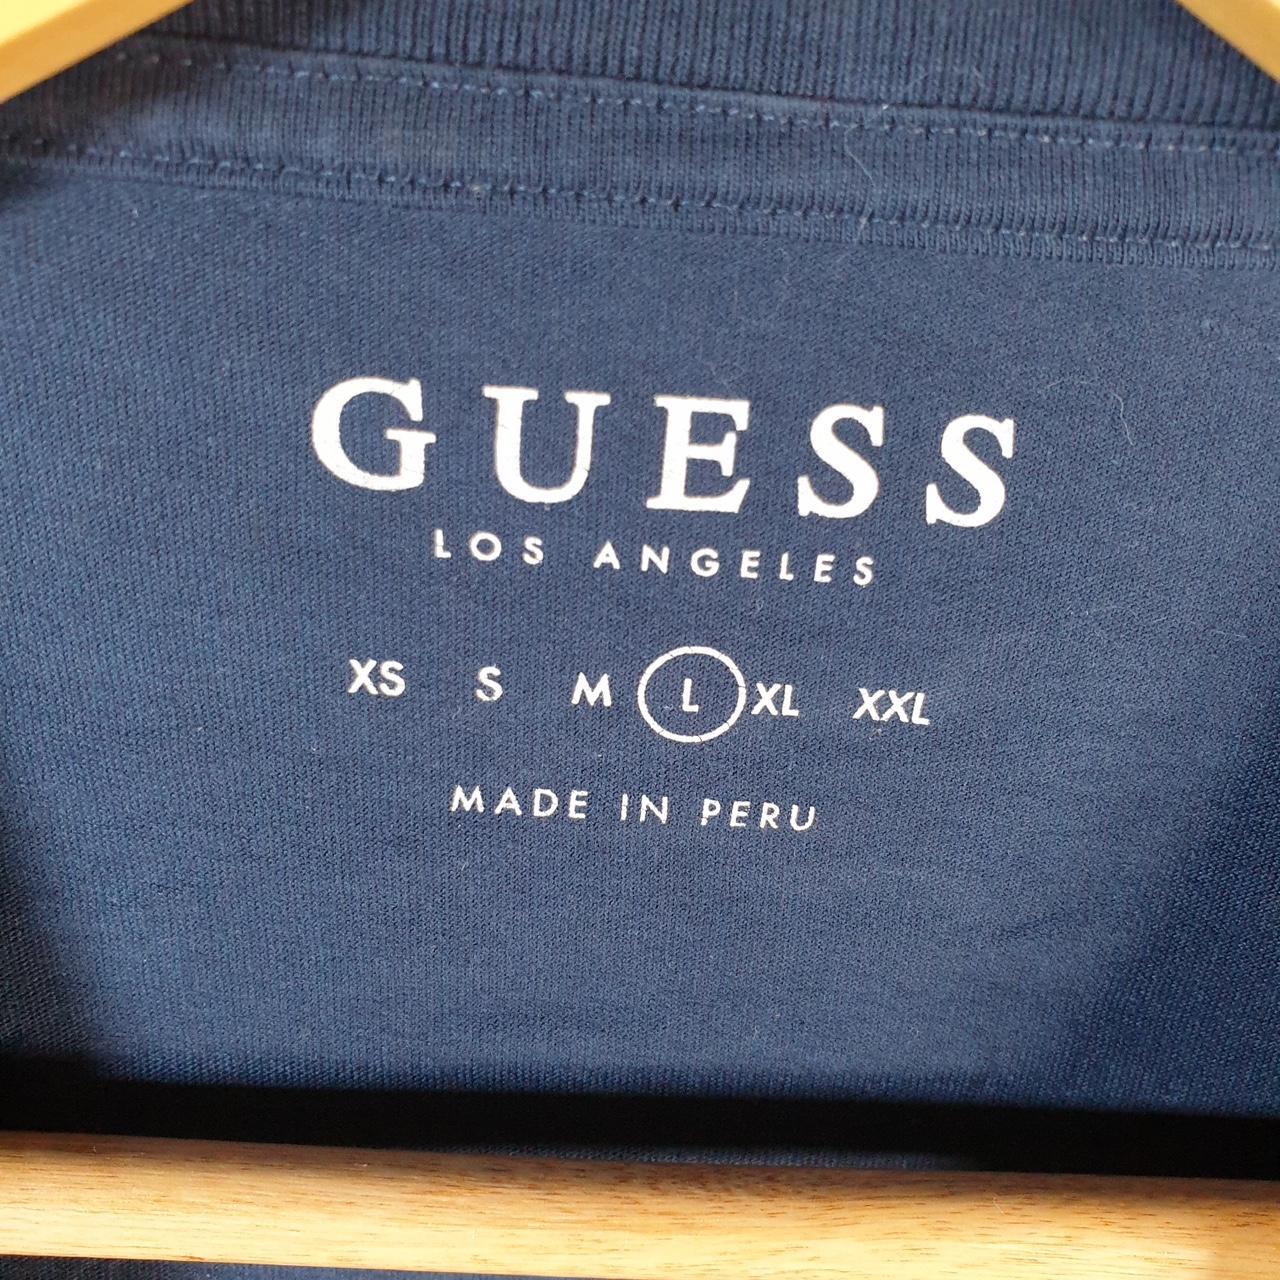 GUESS
LOS ANGELES
XS S M L XL XXL
MADE IN PERU